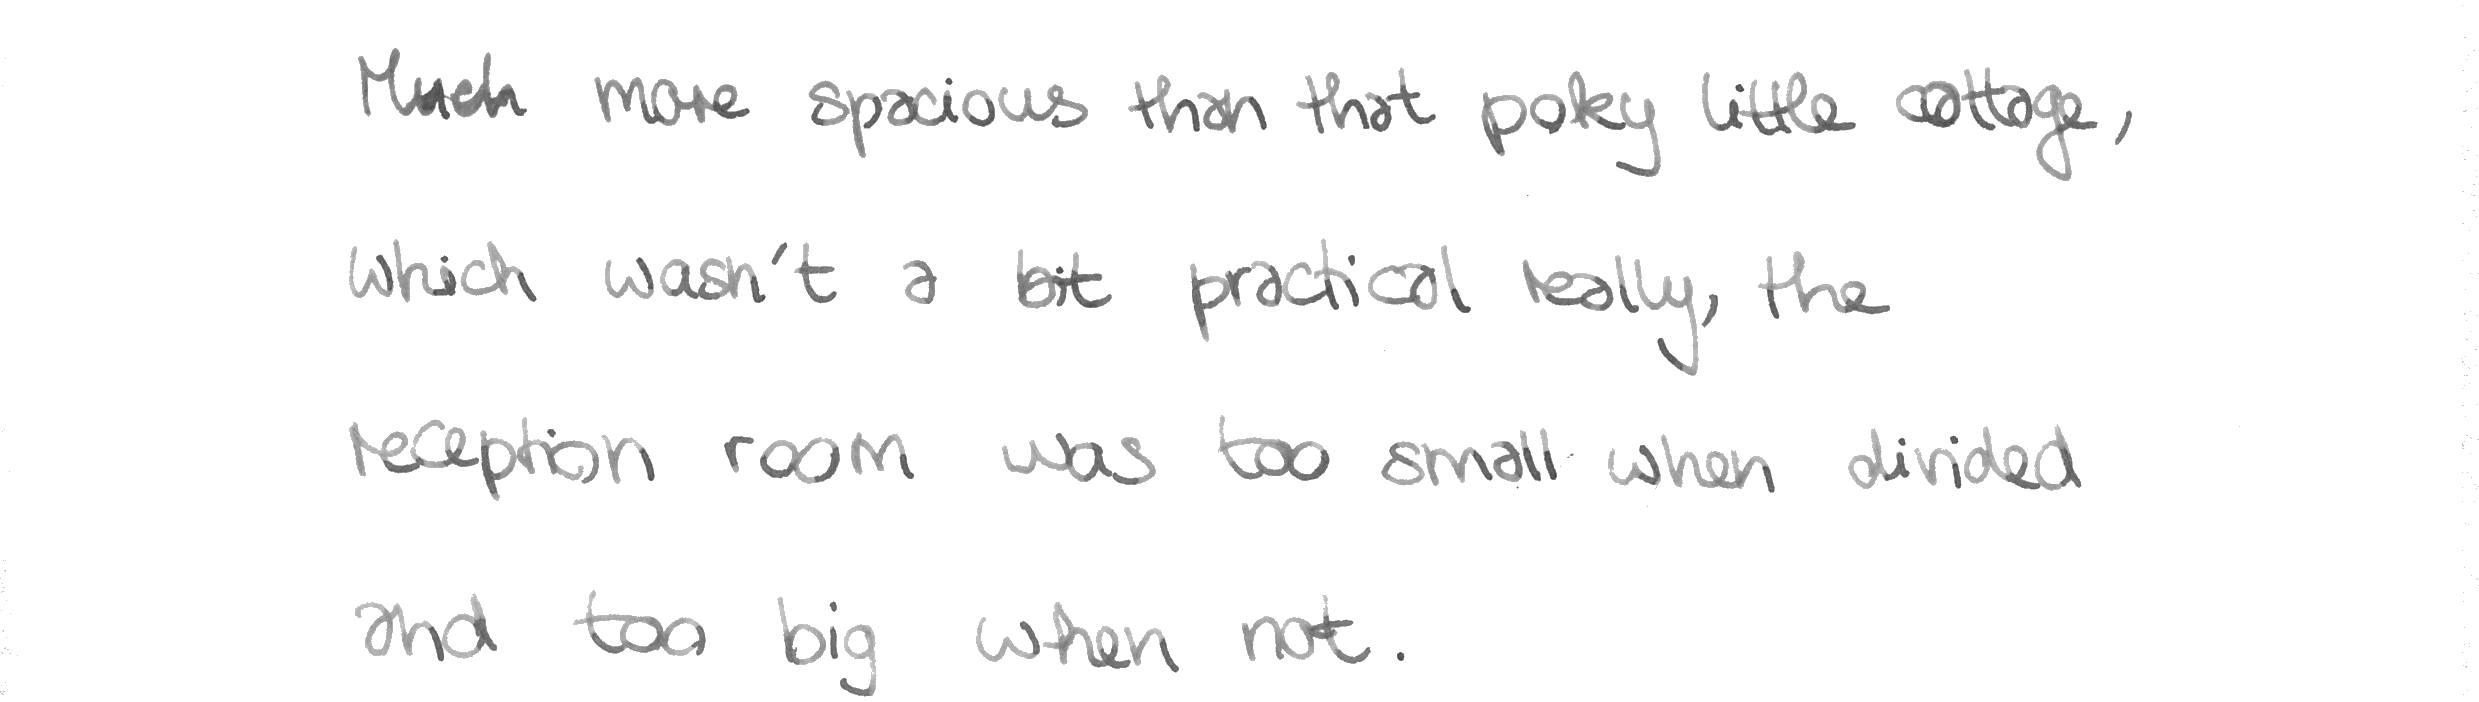 Much more spacious than that poky little cottage,
which wasn't a bit practical really, the
reception room was too small when divided
and too big when not.